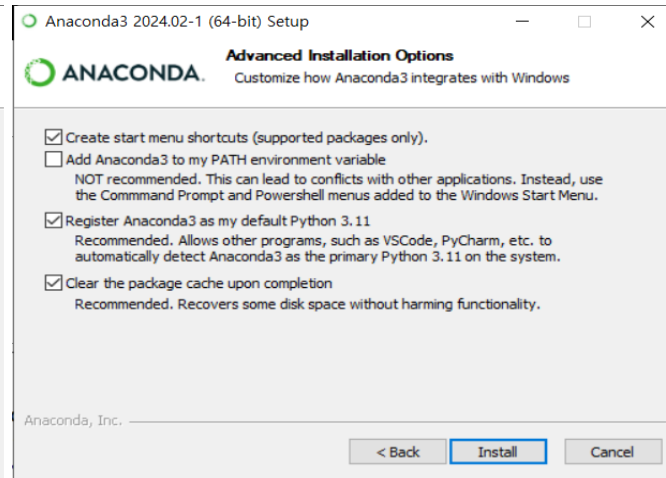 Anaconda3 2024.02-1 (64-bit) Setup
ANACONDA.
Advanced Installation Options
Customize how Anaconda3 integrates with Windows
Create start menu shortcuts (supported packages only).
Add Anaconda3 to my PATH environment variable
NOT recommended. This can lead to conflicts with other applications. Instead, use
the Commmand Prompt and Powershell menus added to the Windows Start Menu.
Register Anaconda3 as my default Python 3.11
Recommended. Allows other programs, such as VSCode, PyCharm, etc. to
automatically detect Anaconda3 as the primary Python 3.11 on the system.
Clear the package cache upon completion
Recommended. Recovers some disk space without harming functionality.
Anaconda, Inc.
< Back Install Cancel